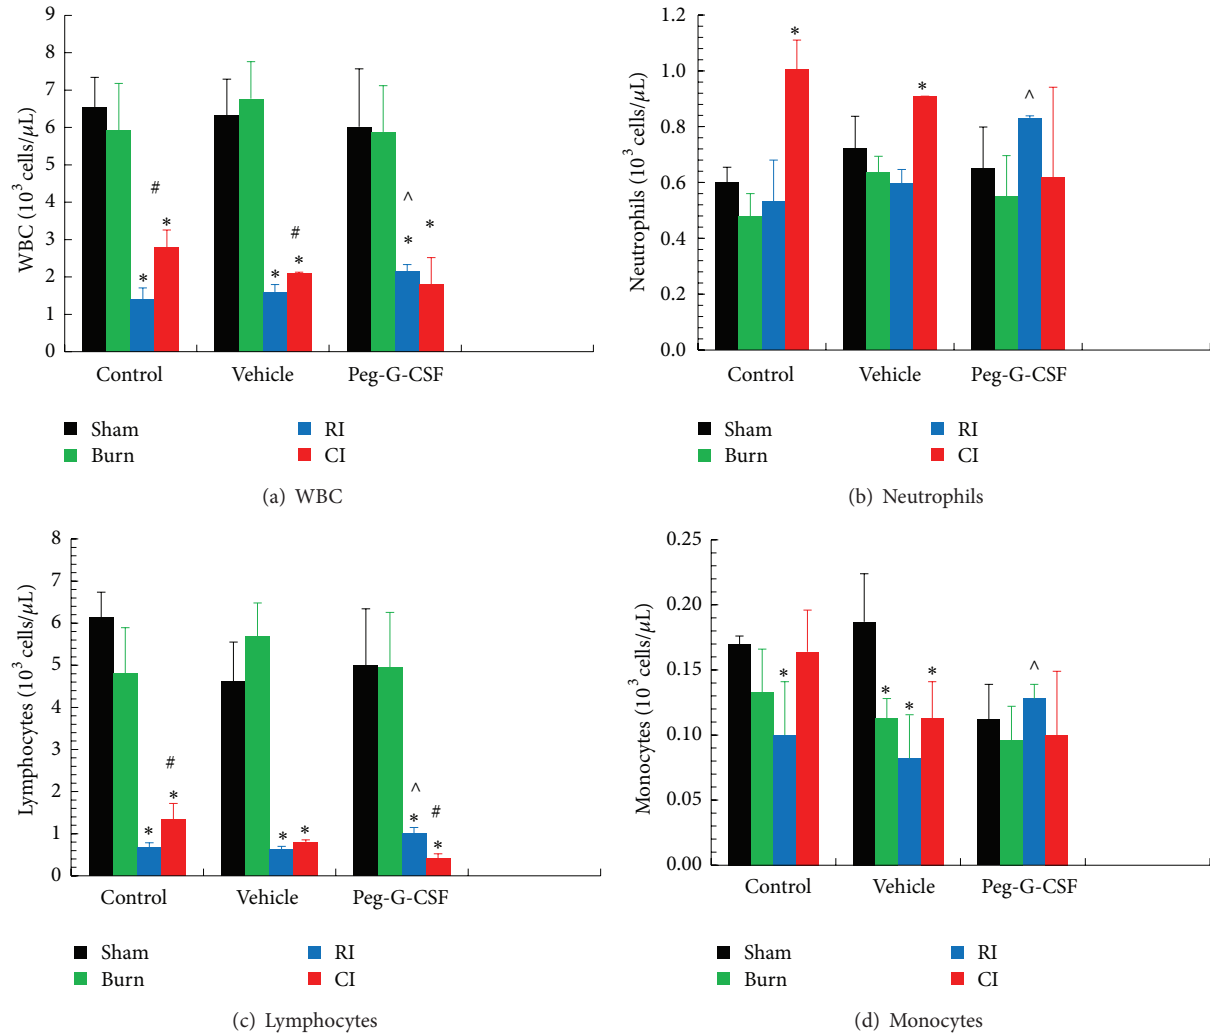 9
8
7
6
5
4
3
2
1
0
WBC (10³ cells/μL)
#
*
*
#
*
*
^
*
*
Control Vehicle Peg-G-CSF
Sham RI
Burn CI
(a) WBC
1.2
1.0
0.8
0.6
0.4
0.2
0.0
Neutrophils (10³ cells/μL)
*
*
^
Control Vehicle Peg-G-CSF
Sham RI
Burn CI
(b) Neutrophils
8
7
6
5
4
3
2
1
0
Lymphocytes (10³ cells/μL)
#
*
*
*
*
^
*
#
*
Control Vehicle Peg-G-CSF
Sham RI
Burn CI
(c) Lymphocytes
0.25
0.20
0.15
0.10
0.05
0.00
Monocytes (10³ cells/μL)
*
*
*
*
^
Control Vehicle Peg-G-CSF
Sham RI
Burn CI
(d) Monocytes